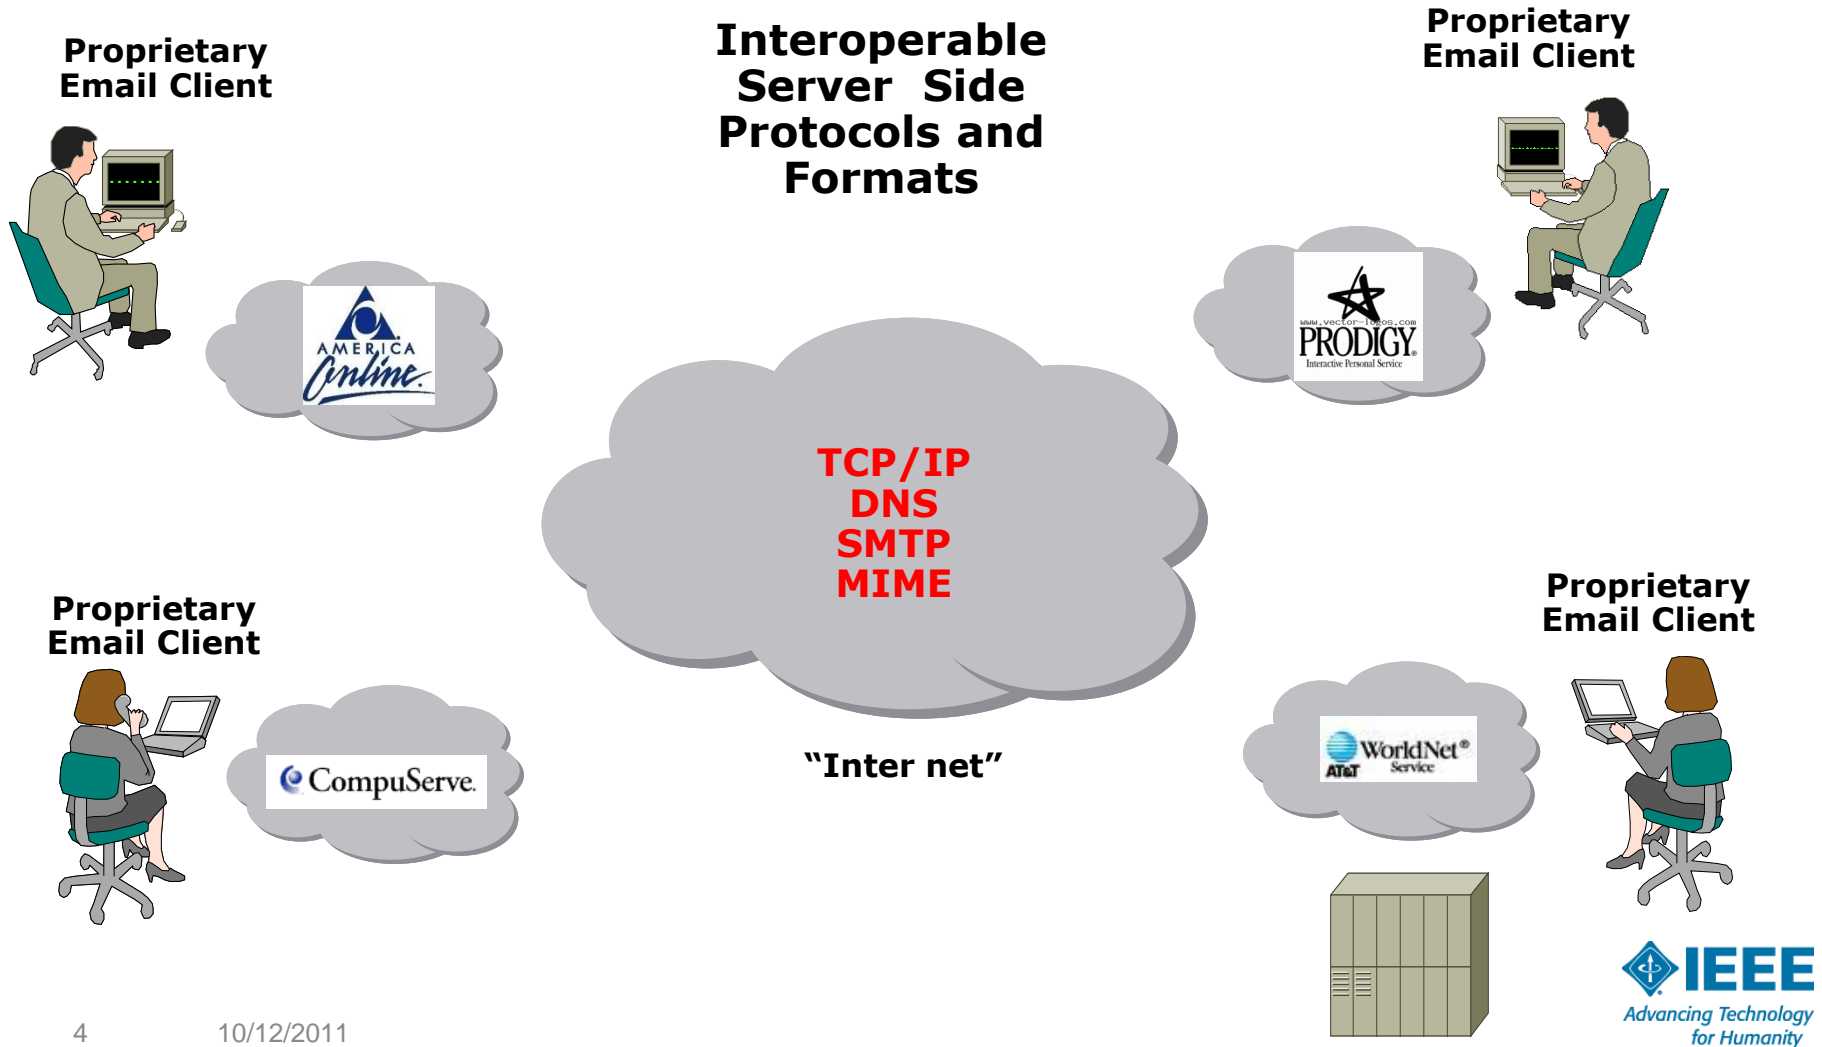 Proprietary
Email Client
Interoperable
Server Side
Protocols and
Formats
Proprietary
Email Client
AMERICA
Online.
www.vector-logos.com
PRODIGY®
Interactive Personal Service
TCP/IP
DNS
SMTP
MIME
Proprietary
Email Client
Proprietary
Email Client
CompuServe.
"Inter net"
AT&T
WorldNet®
Service
IEEE
Advancing Technology
for Humanity
4
10/12/2011